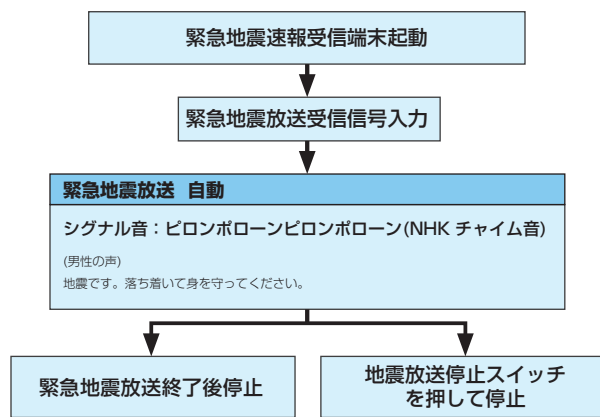 緊急地震速報受信端末起動
緊急地震放送受信信号入力
緊急地震放送 自動
シグナル音：ピロンポローンピロンポローン(NHK チャイム音)
(男性の声)
地震です。落ち着いて身を守ってください。
緊急地震放送終了後停止
地震放送停止スイッチ
を押して停止